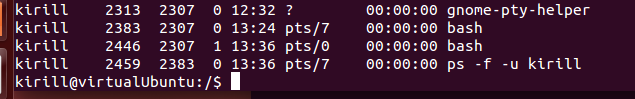 kirill 2313 2307 0 12:32 ? 00:00:00 gnome-pty-helper
kirill 2383 2307 0 13:24 pts/7 00:00:00 bash
kirill 2446 2307 1 13:36 pts/0 00:00:00 bash
kirill 2459 2383 0 13:36 pts/7 00:00:00 ps -f -u kirill
kirill@virtualUbuntu:/$